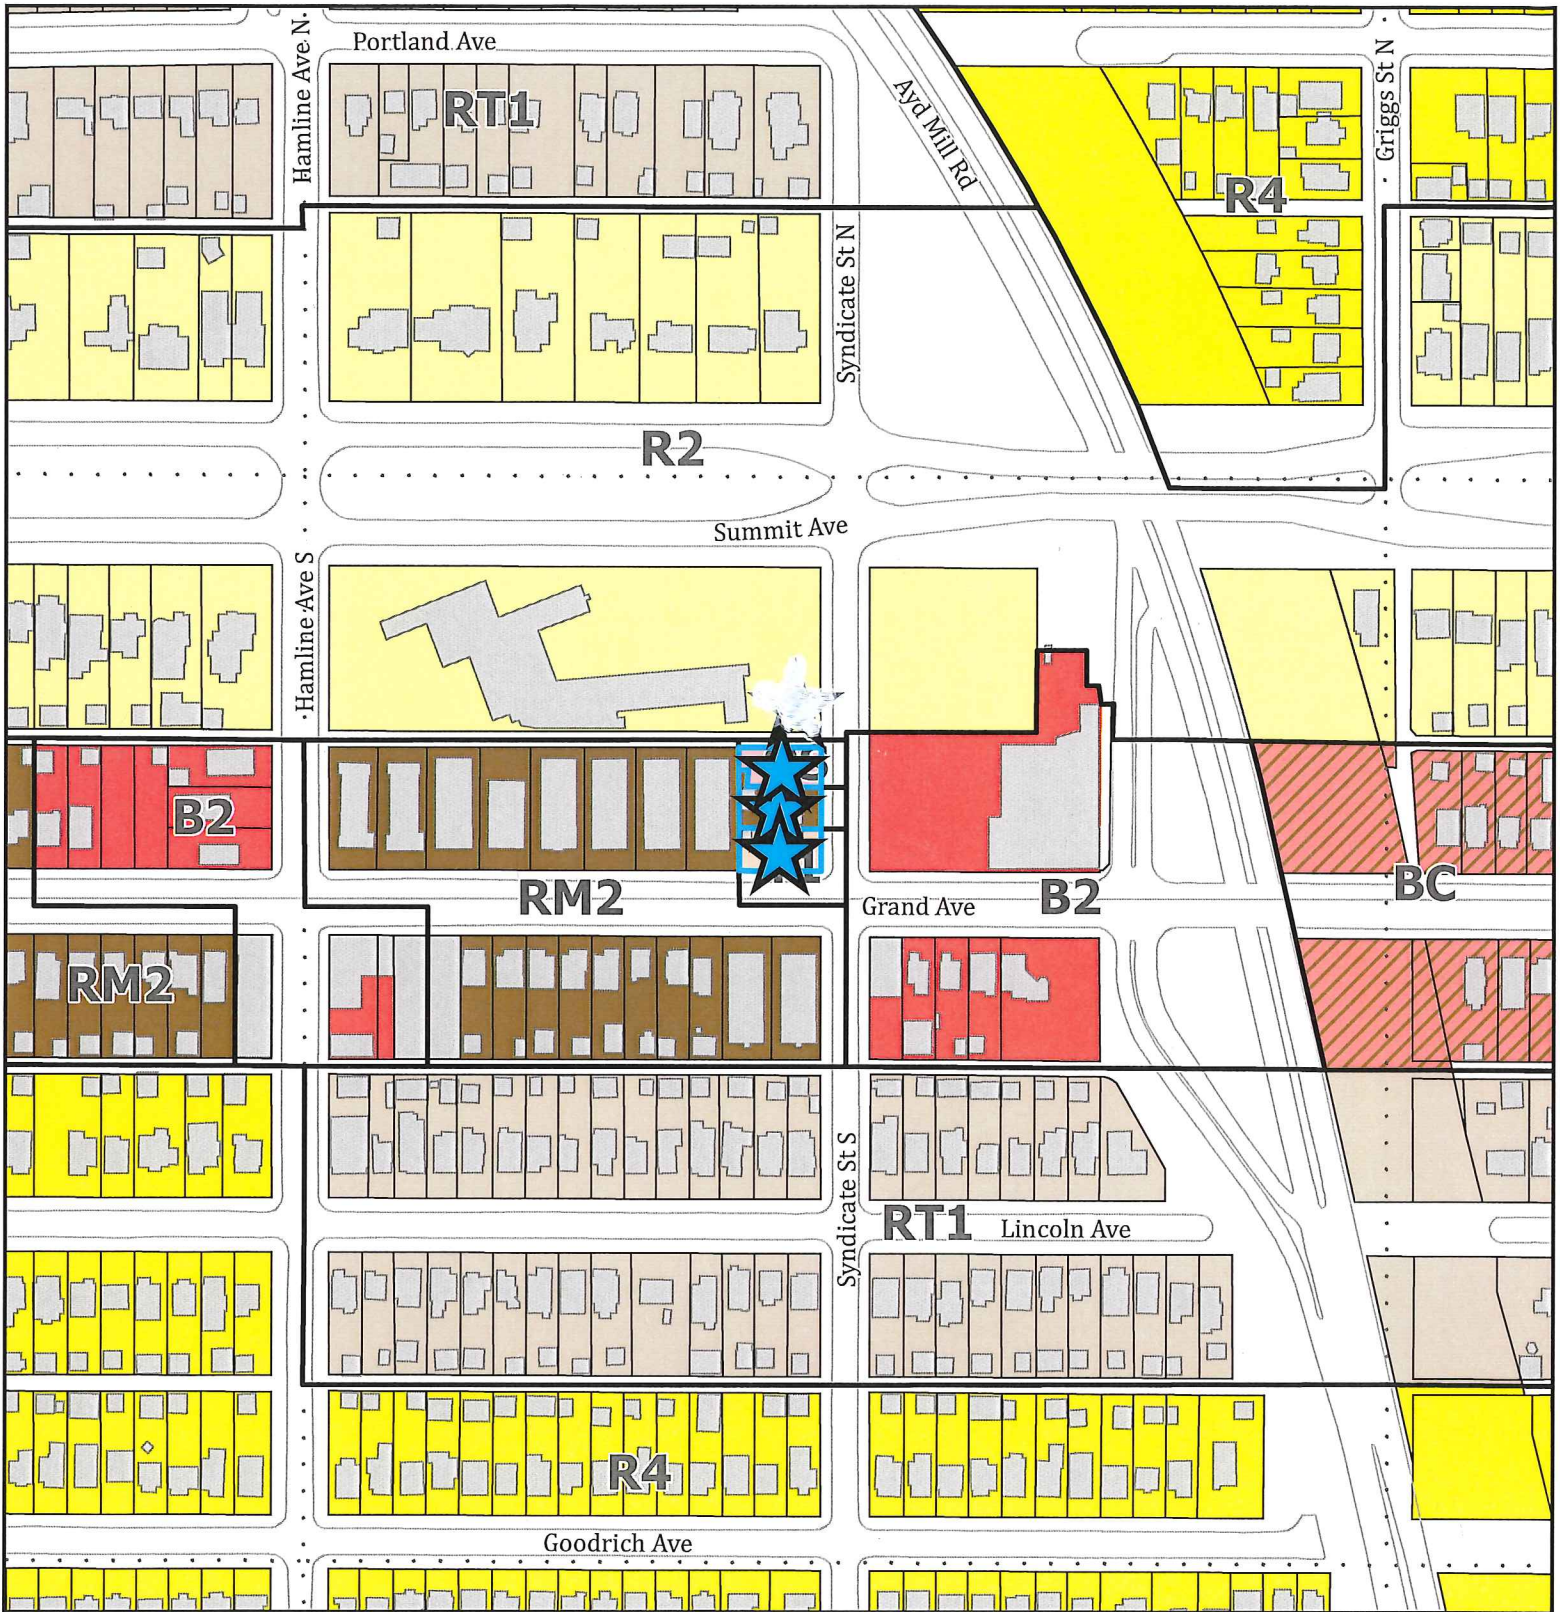 Portland Ave
Hamline Ave N
RT1
Ayd Mill Rd
Griggs St N
R4
Syndicate St N
R2
Summit Ave
Hamline Ave S
B2
RM2
Grand Ave
B2
BC
RM2
Syndicate St S
RT1
Lincoln Ave
R4
Goodrich Ave